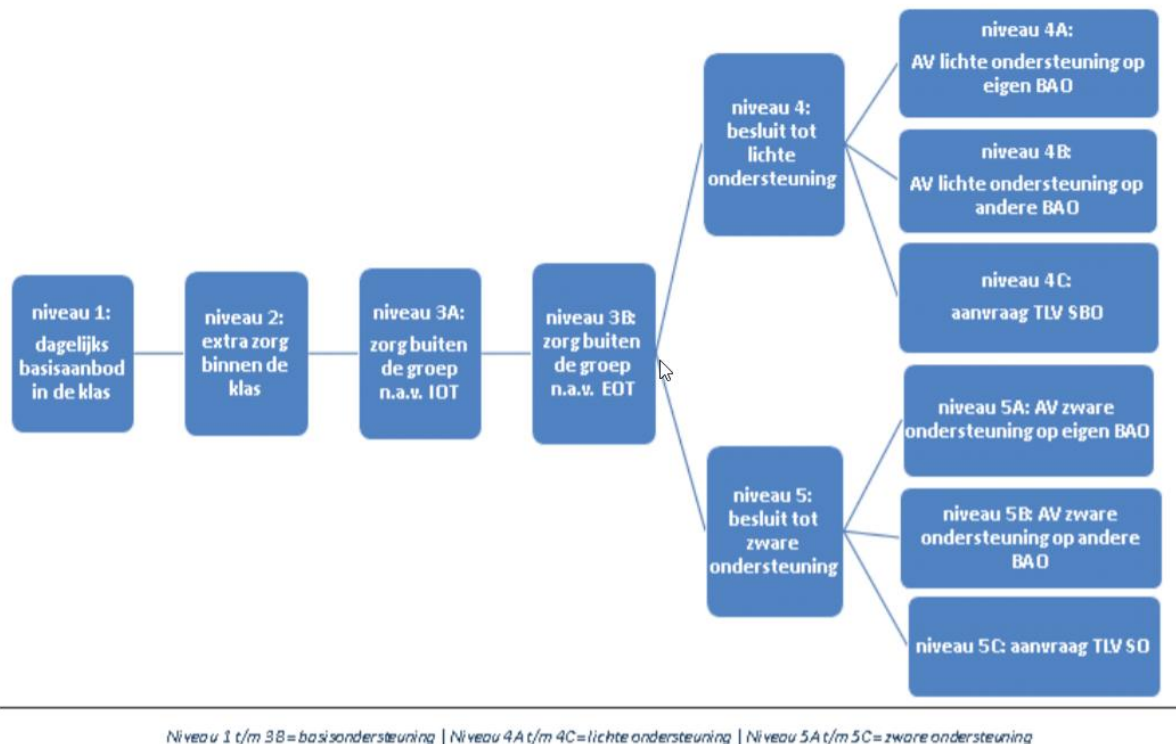 niveau 1:
dagelijks
basisaanbod
in de klas
niveau 2:
extra zorg
binnen de
klas
niveau 3A:
zorg buiten
de groep
n.a.v. IOT
niveau 3B:
zorg buiten
de groep
n.a.v. EOT
niveau 4:
besluit tot
lichte
ondersteuning
niveau 4A:
AV lichte ondersteuning op
eigen BAO
niveau 4B:
AV lichte ondersteuning op
andere BAO
niveau 4C:
aanvraag TLV SBO
niveau 5:
besluit tot
zware
ondersteuning
niveau 5A: AV zware
ondersteuning op eigen BAO
niveau 5B: AV zware
ondersteuning op andere
BAO
niveau 5C: aanvraag TLV SO
Niveau 1 t/m 3B= basisondersteuning | Niveau 4A t/m 4C= lichte ondersteuning | Niveau 5A t/m 5C= zware ondersteuning